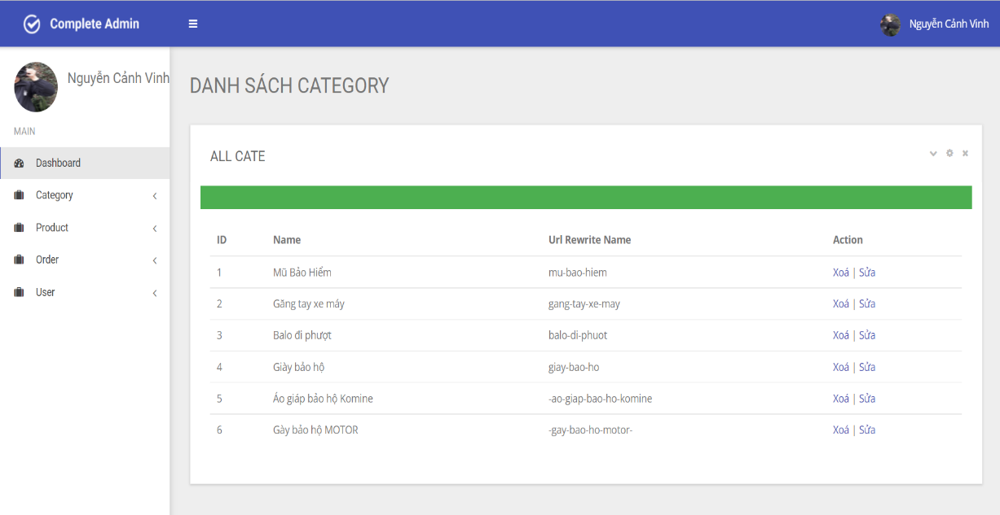 Complete Admin
Nguyễn Cảnh Vinh
Nguyễn Cảnh Vinh
MAIN
Dashboard
Category
Product
Order
User
DANH SÁCH CATEGORY
ALL CATE
ID Name Url Rewrite Name Action
1 Mũ Bảo Hiểm mu-bao-hiem Xoá | Sửa
2 Găng tay xe máy gang-tay-xe-may Xoá | Sửa
3 Balo đi phượt balo-di-phuot Xoá | Sửa
4 Giày bảo hộ giay-bao-ho Xoá | Sửa
5 Áo giáp bảo hộ Komine -ao-giap-bao-ho-komine Xoá | Sửa
6 Gày bảo hộ MOTOR -gay-bao-ho-motor- Xoá | Sửa